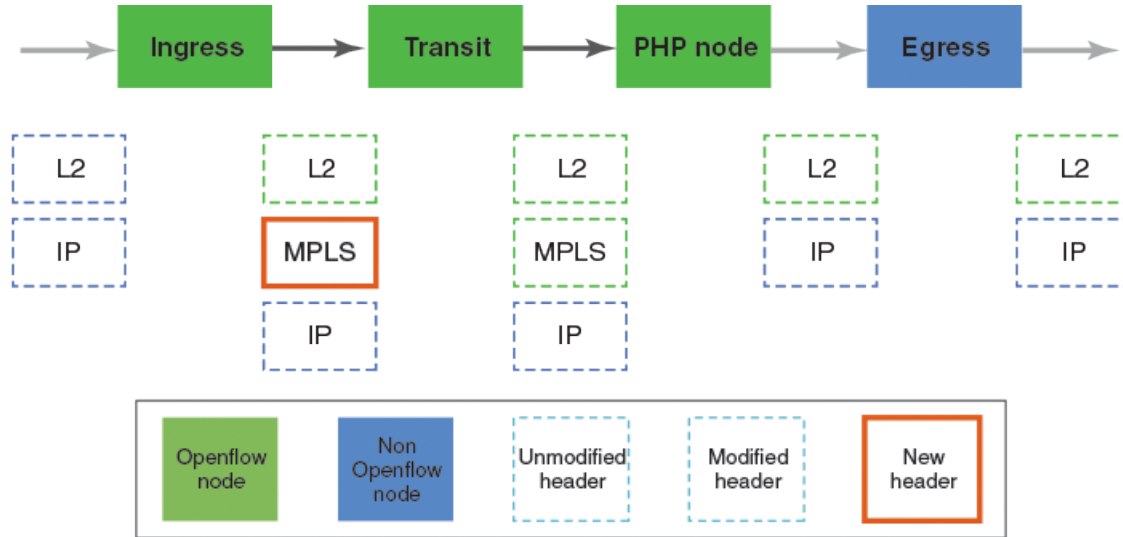 Ingress
Transit
PHP node
Egress
L2
L2
L2
L2
L2
IP
MPLS
MPLS
IP
IP
IP
IP
Openflow
node
Non
Openflow
node
Unmodified
header
Modified
header
New
header